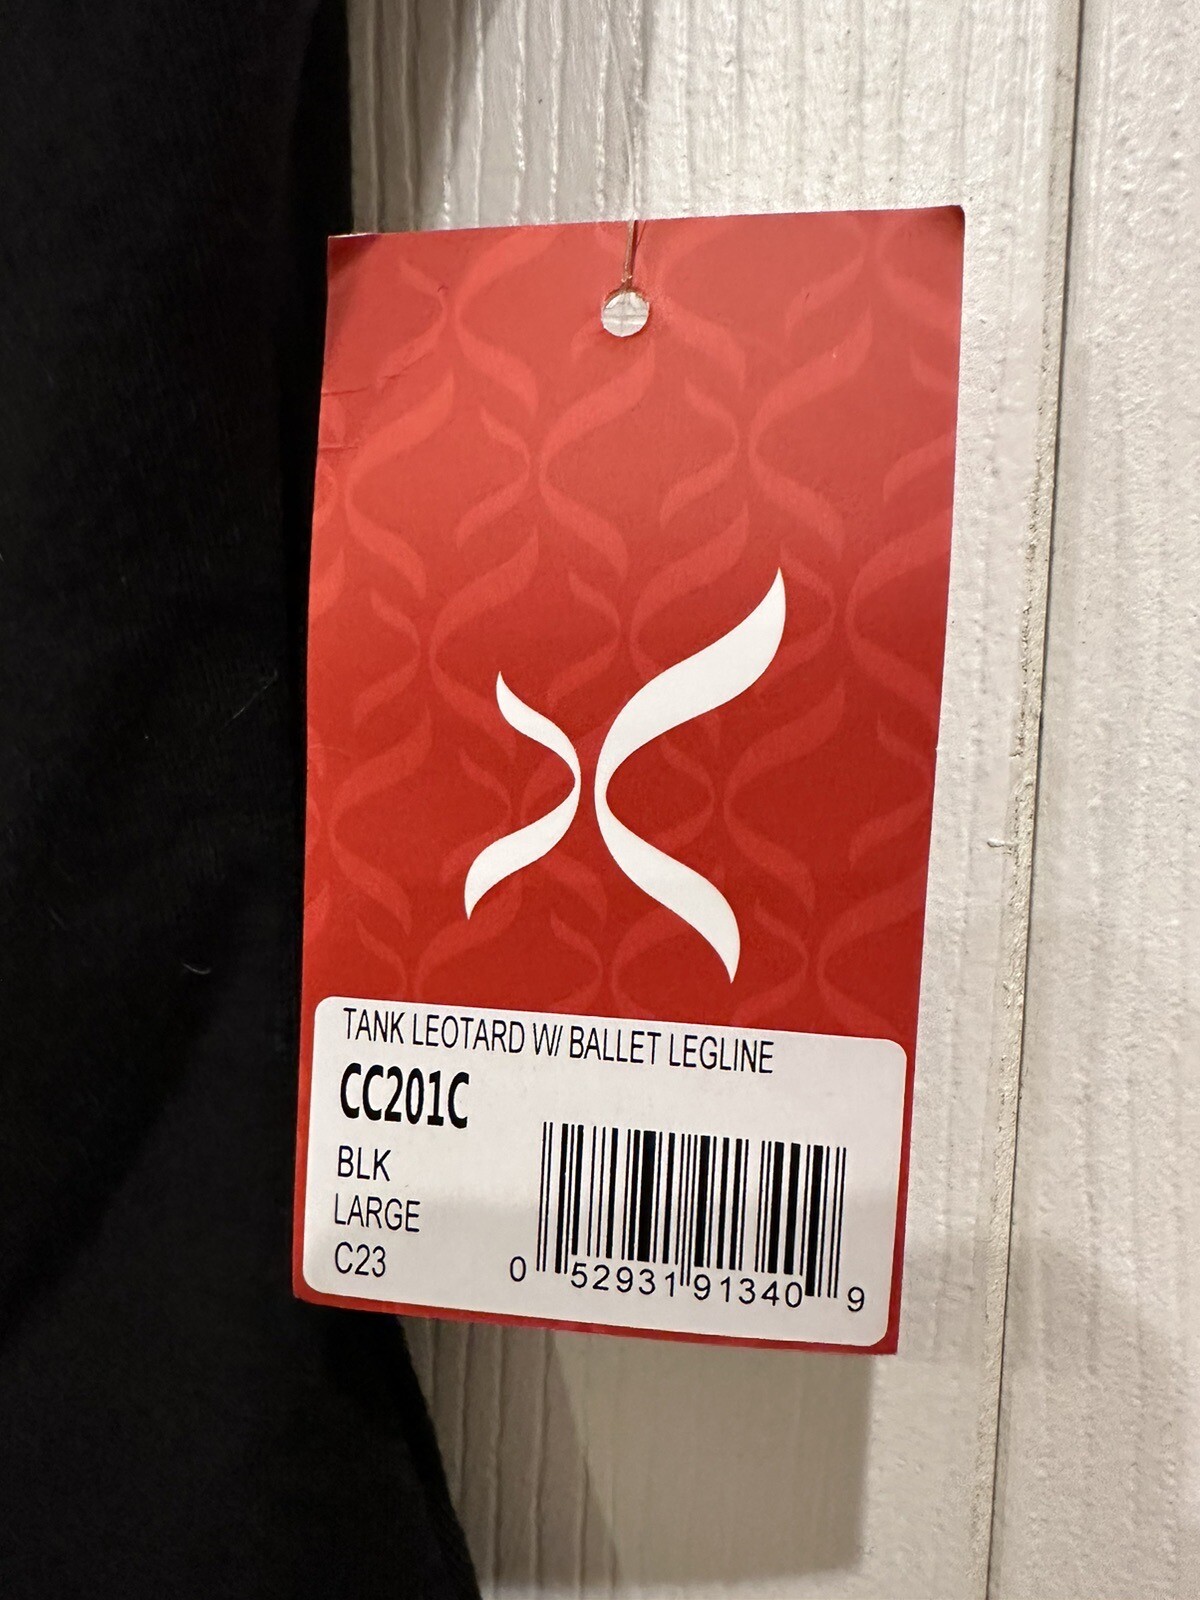 TANK LEOTARD W/ BALLET LEGLINE
CC201C
BLK
LARGE
C23
0 52931 91340 9